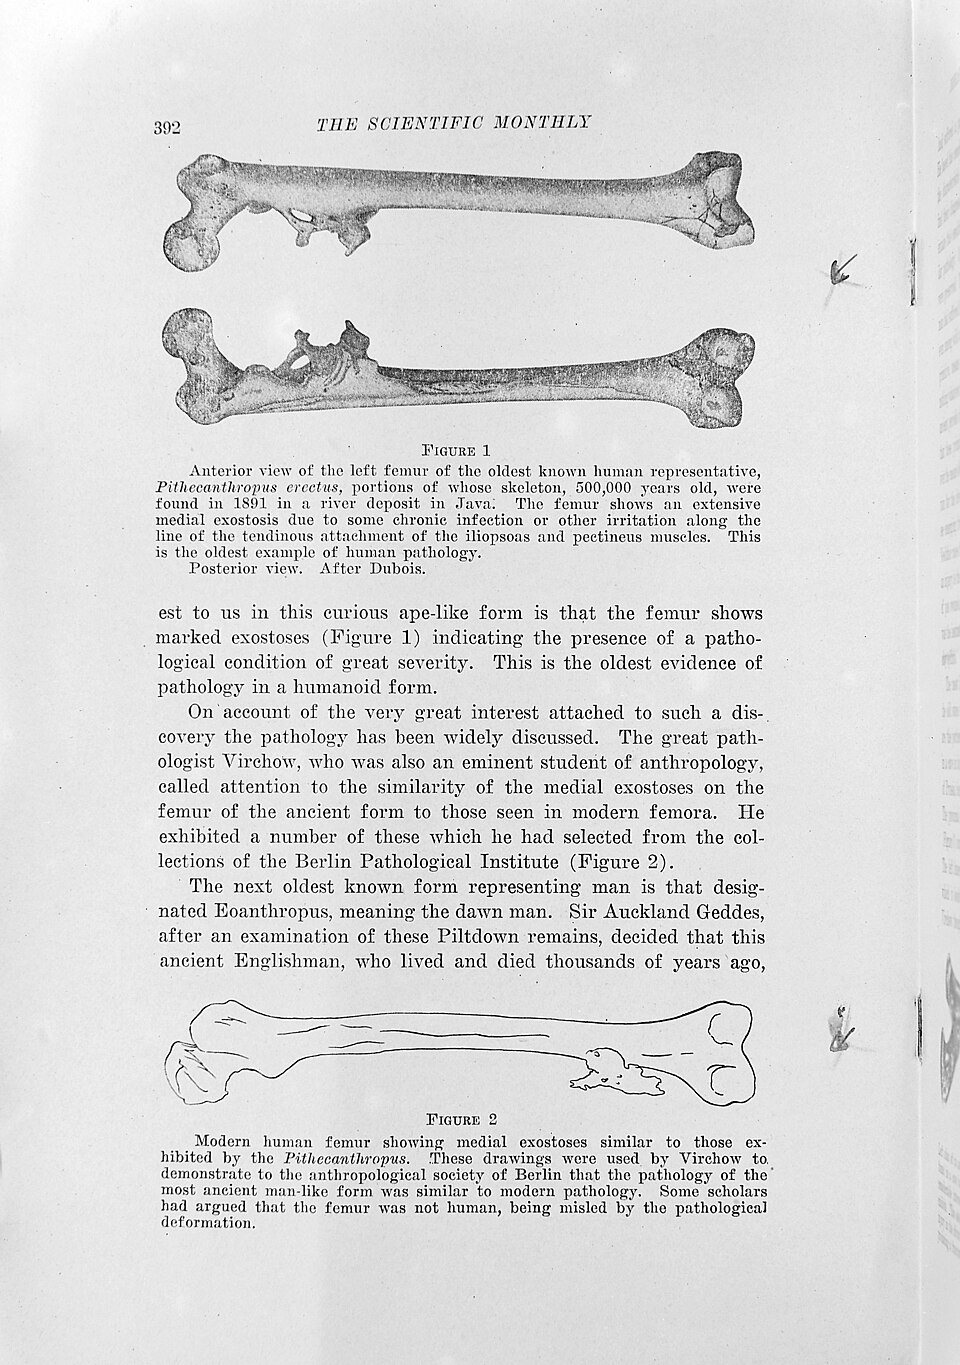 392
THE SCIENTIFIC MONTHLY
FIGURE 1
Anterior view of the left femur of the oldest known human representative,
Pithecanthropus erectus, portions of whose skeleton, 500,000 years old, were
found in 1891 in a river deposit in Java. The femur shows an extensive
medial exostosis due to some chronic infection or other irritation along the
line of the tendinous attachment of the iliopsoas and pectineus muscles. This
is the oldest example of human pathology.
Posterior view. After Dubois.
est to us in this curious ape-like form is that the femur shows
marked exostoses (Figure 1) indicating the presence of a patho-
logical condition of great severity. This is the oldest evidence of
pathology in a humanoid form.
On account of the very great interest attached to such a dis-
covery the pathology has been widely discussed. The great path-
ologist Virchow, who was also an eminent student of anthropology,
called attention to the similarity of the medial exostoses on the
femur of the ancient form to those seen in modern femora. He
exhibited a number of these which he had selected from the col-
lections of the Berlin Pathological Institute (Figure 2).
The next oldest known form representing man is that desig-
nated Eoanthropus, meaning the dawn man. Sir Auckland Geddes,
after an examination of these Piltdown remains, decided that this
ancient Englishman, who lived and died thousands of years ago,
FIGURE 2
Modern human femur showing medial exostoses similar to those ex-
hibited by the Pithecanthropus. These drawings were used by Virchow to
demonstrate to the anthropological society of Berlin that the pathology of the
most ancient man-like form was similar to modern pathology. Some scholars
had argued that the femur was not human, being misled by the pathological
deformation.